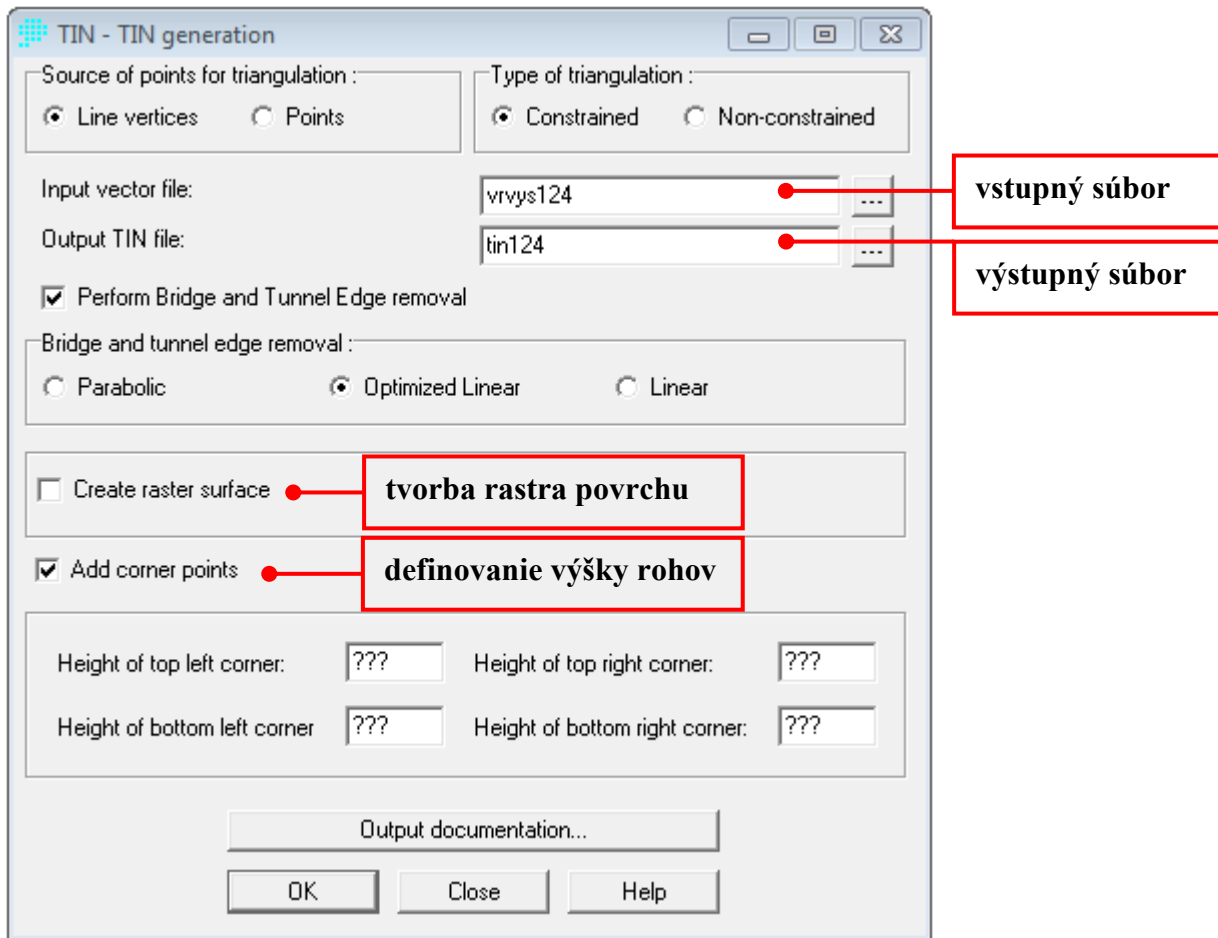 TIN - TIN generation
Source of points for triangulation :
Line vertices
Points
Type of triangulation :
Constrained
Non-constrained
Input vector file:
vrvys124
...
vstupný súbor
Output TIN file:
tin124
...
výstupný súbor
Perform Bridge and Tunnel Edge removal
Bridge and tunnel edge removal :
Parabolic
Optimized Linear
Linear
Create raster surface
tvorba rastra povrchu
Add corner points
definovanie výšky rohov
Height of top left corner:
???
Height of top right corner:
???
Height of bottom left corner
???
Height of bottom right corner:
???
Output documentation...
OK
Close
Help